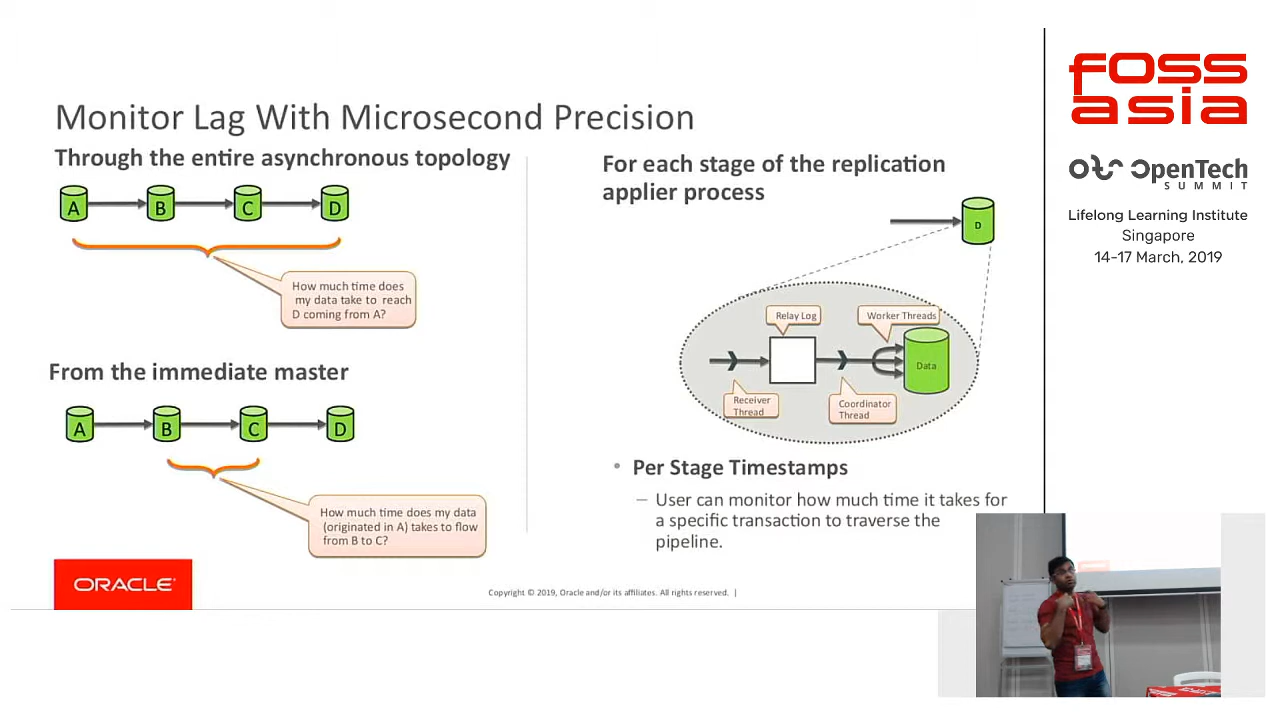 Monitor Lag With Microsecond Precision
Through the entire asynchronous topology
A
B
C
D
How much time does
my data take to reach
D coming from A?
From the immediate master
A
B
C
D
How much time does my data
(originated in A) takes to flow
from B to C?
For each stage of the replication
applier process
D
Relay Log
Worker Threads
Data
Receiver
Thread
Coordinator
Thread
• Per Stage Timestamps
– User can monitor how much time it takes for
a specific transaction to traverse the
pipeline.
ORACLE
Copyright © 2019, Oracle and/or its affiliates. All rights reserved. |
FOSS
asia
OpenTech
SUMMIT
Lifelong Learning Institute
Singapore
14-17 March, 2019